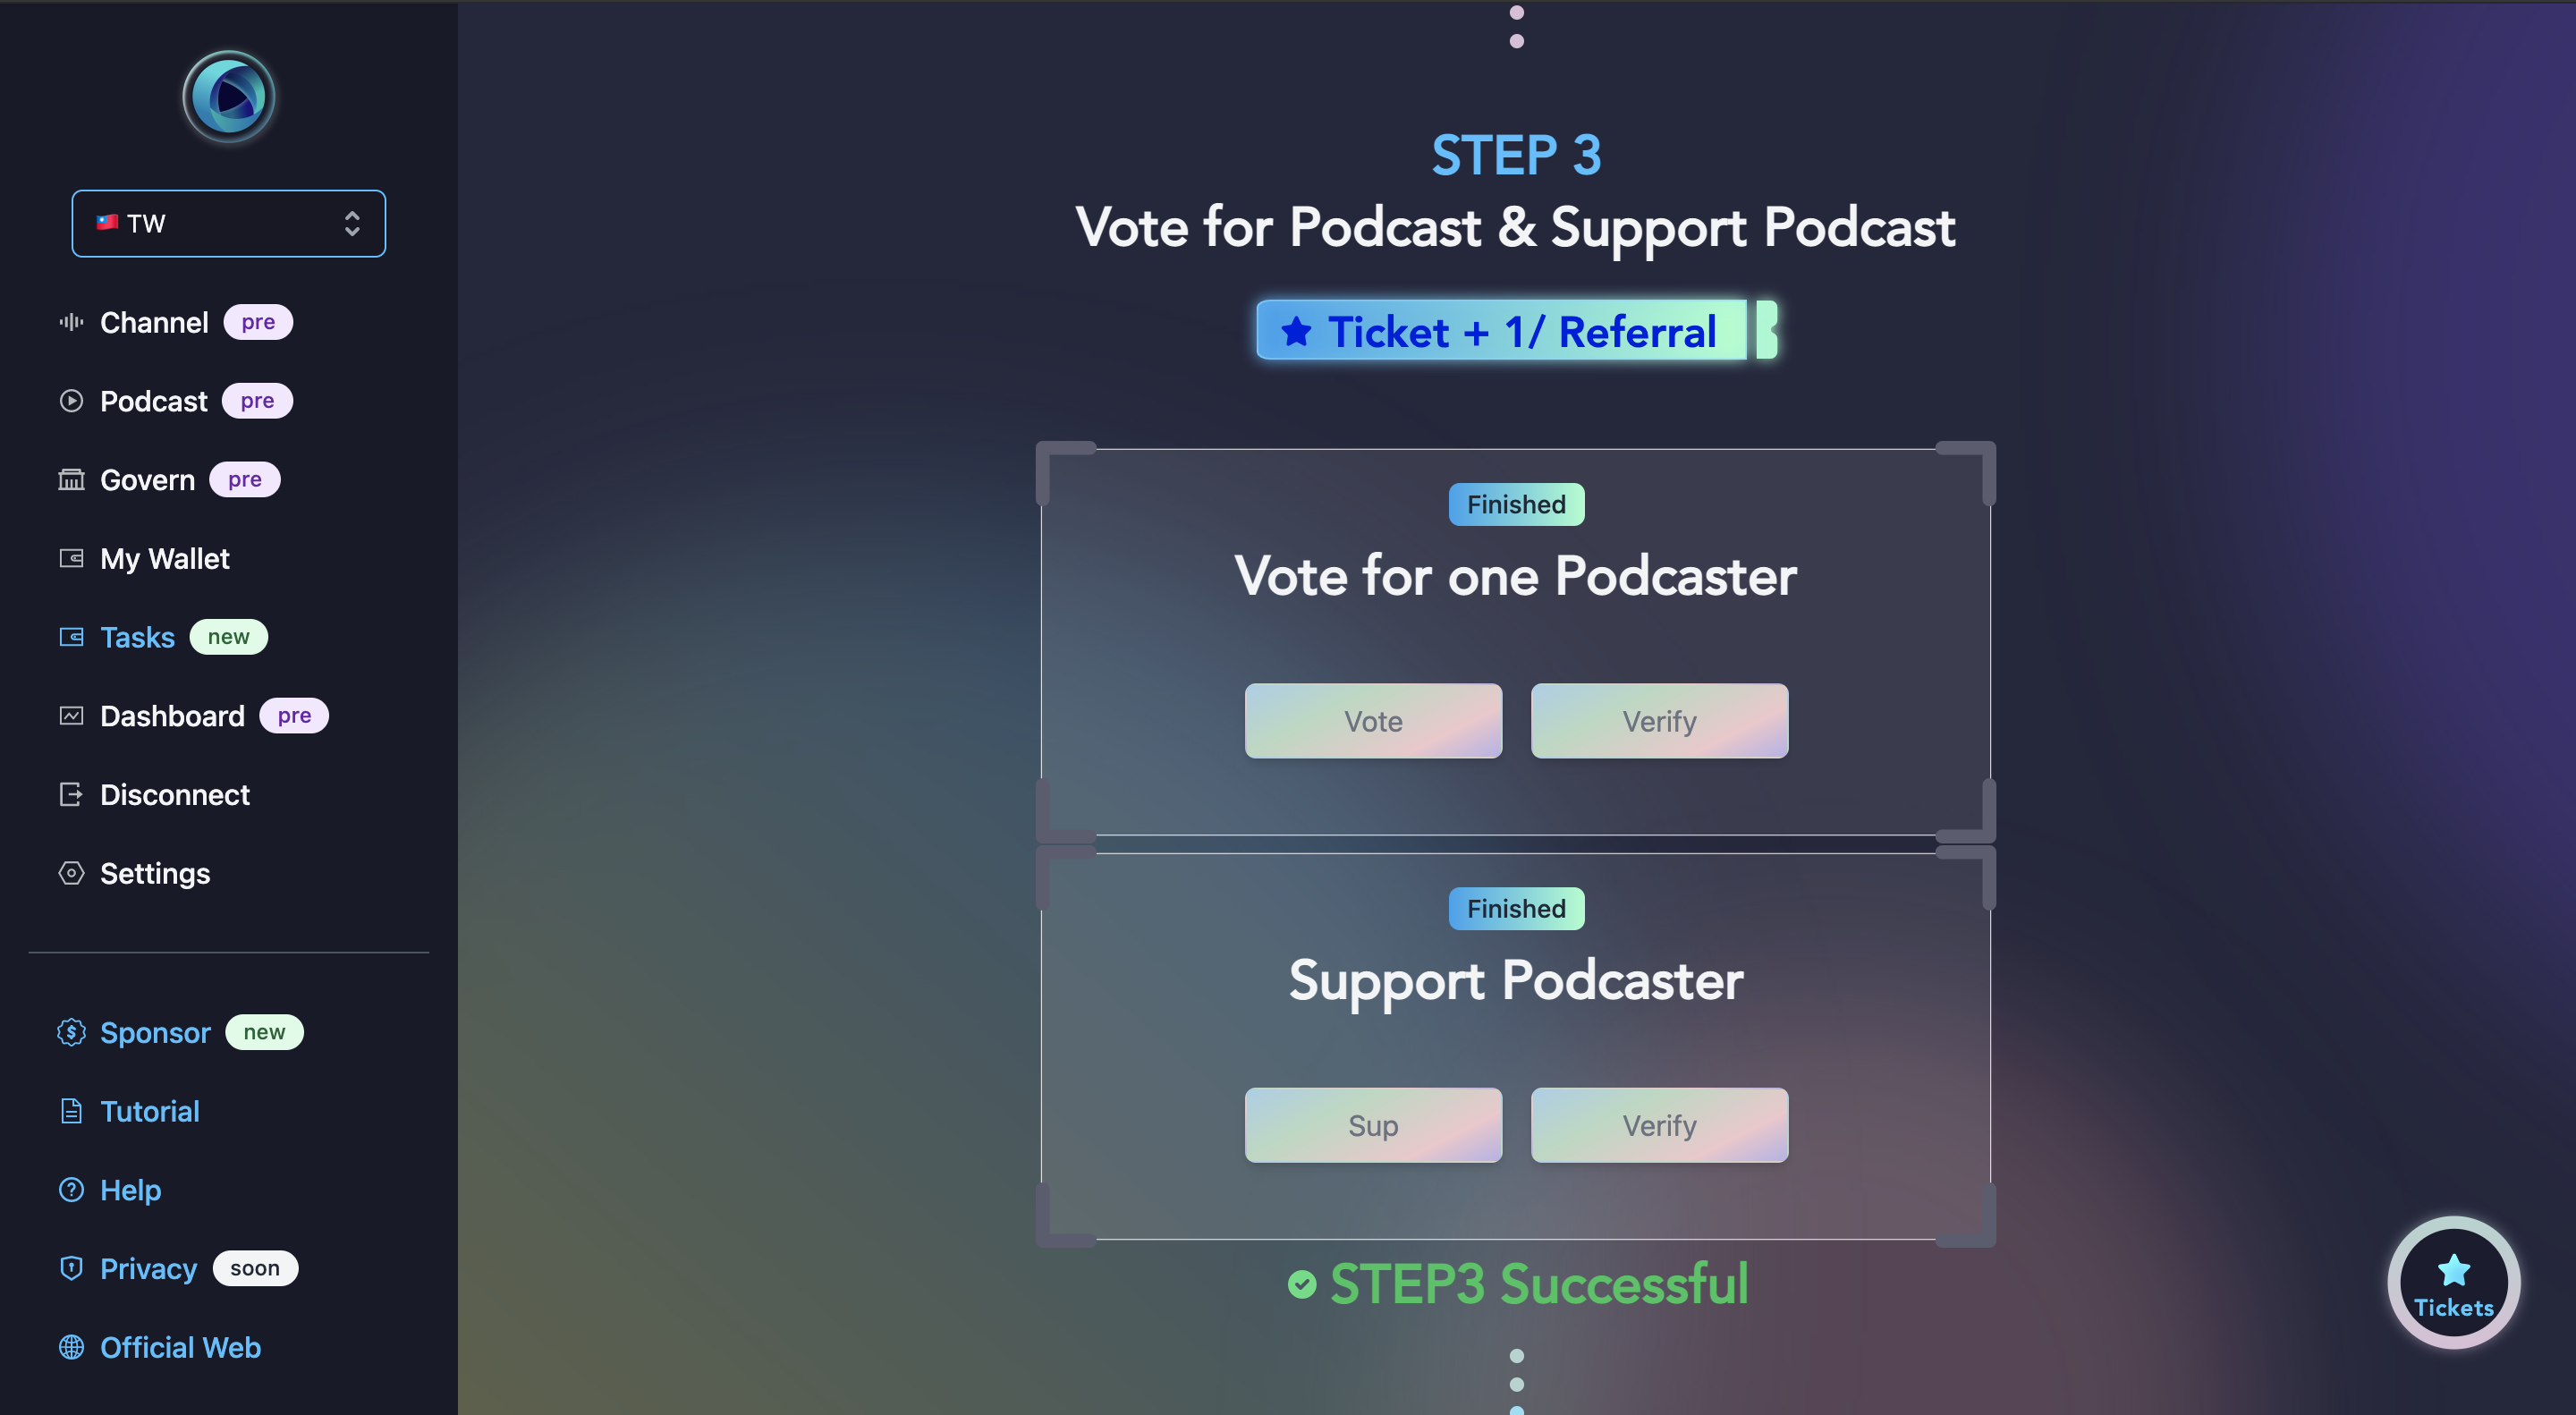 TW
Channel pre
Podcast pre
Govern pre
My Wallet
Tasks new
Dashboard pre
Disconnect
Settings
Sponsor new
Tutorial
Help
Privacy soon
Official Web
STEP 3
Vote for Podcast & Support Podcast
Ticket + 1/ Referral
Finished
Vote for one Podcaster
Vote Verify
Finished
Support Podcaster
Sup Verify
STEP3 Successful
Tickets